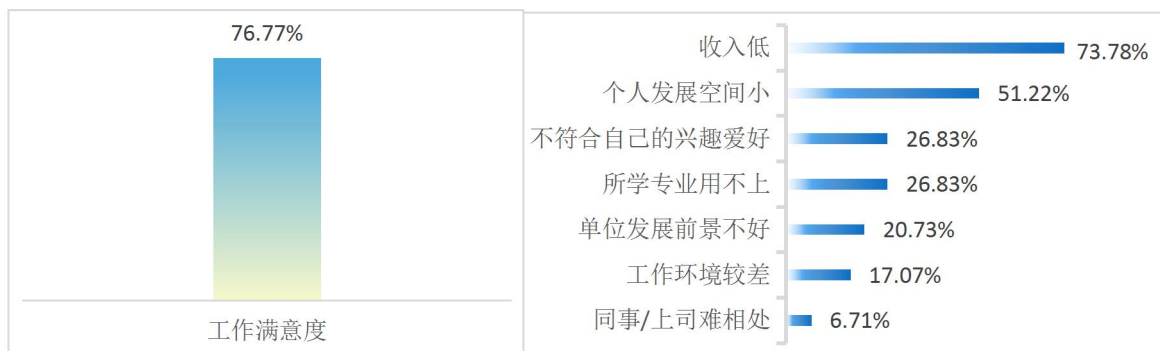 76.77%
工作满意度
收入低 73.78%
个人发展空间小 51.22%
不符合自己的兴趣爱好 26.83%
所学专业用不上 26.83%
单位发展前景不好 20.73%
工作环境较差 17.07%
同事/上司难相处 6.71%